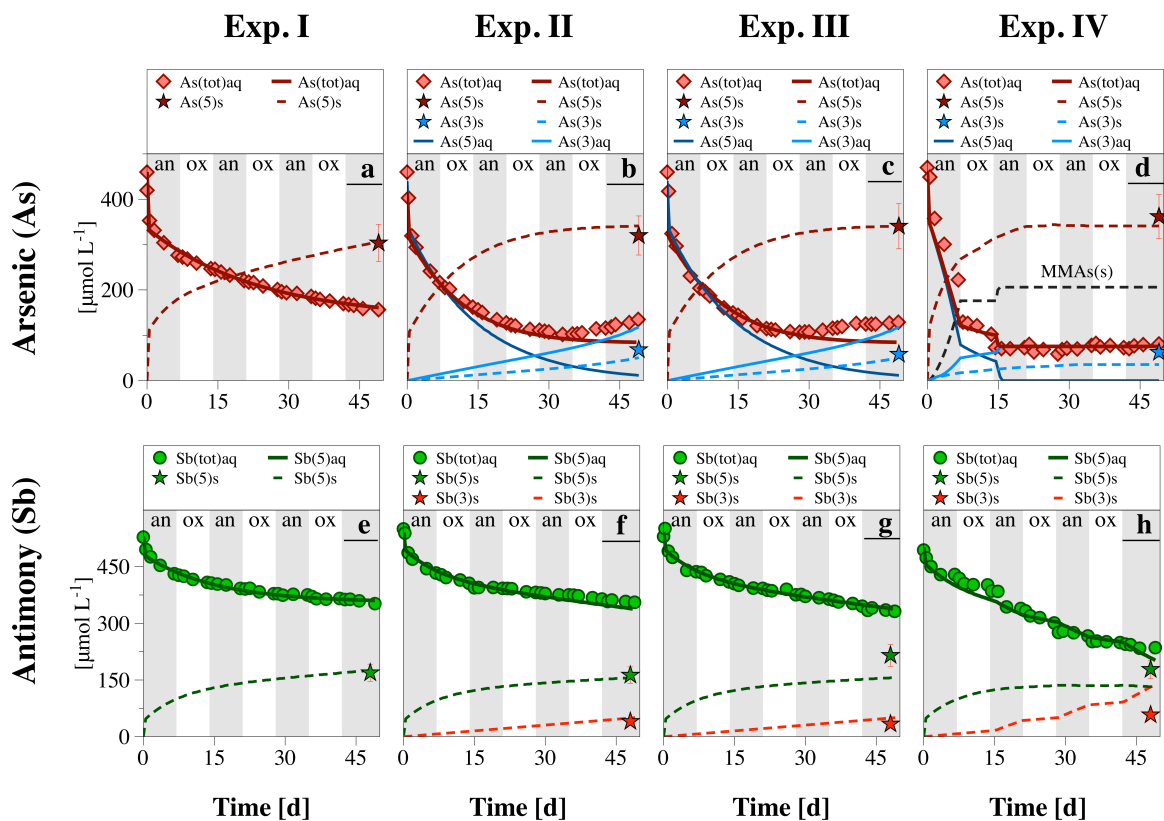 Exp. I Exp. II Exp. III Exp. IV
As(tot)aq As(tot)aq As(tot)aq As(tot)aq As(tot)aq As(tot)aq As(tot)aq As(tot)aq
As(5)s As(5)s As(5)s As(5)s As(5)s As(5)s As(5)s As(5)s
As(3)s As(3)s As(3)s As(3)s As(3)s As(3)s
As(5)aq As(3)aq As(5)aq As(3)aq As(5)aq As(3)aq
an ox an ox an ox a an ox an ox an ox b an ox an ox an ox c an ox an ox an ox d
Arsenic (As)
[μmol L⁻¹]
400
200
0
MMAs(s)
0 15 30 45 0 15 30 45 0 15 30 45 0 15 30 45
Sb(tot)aq Sb(5)aq Sb(tot)aq Sb(5)aq Sb(tot)aq Sb(5)aq Sb(tot)aq Sb(5)aq
Sb(5)s Sb(5)s Sb(5)s Sb(5)s Sb(5)s Sb(5)s Sb(5)s Sb(5)s
Sb(3)s Sb(3)s Sb(3)s Sb(3)s Sb(3)s Sb(3)s
an ox an ox an ox e an ox an ox an ox f an ox an ox an ox g an ox an ox an ox h
Antimony (Sb)
[μmol L⁻¹]
450
300
150
0
0 15 30 45 0 15 30 45 0 15 30 45 0 15 30 45
Time [d] Time [d] Time [d] Time [d]